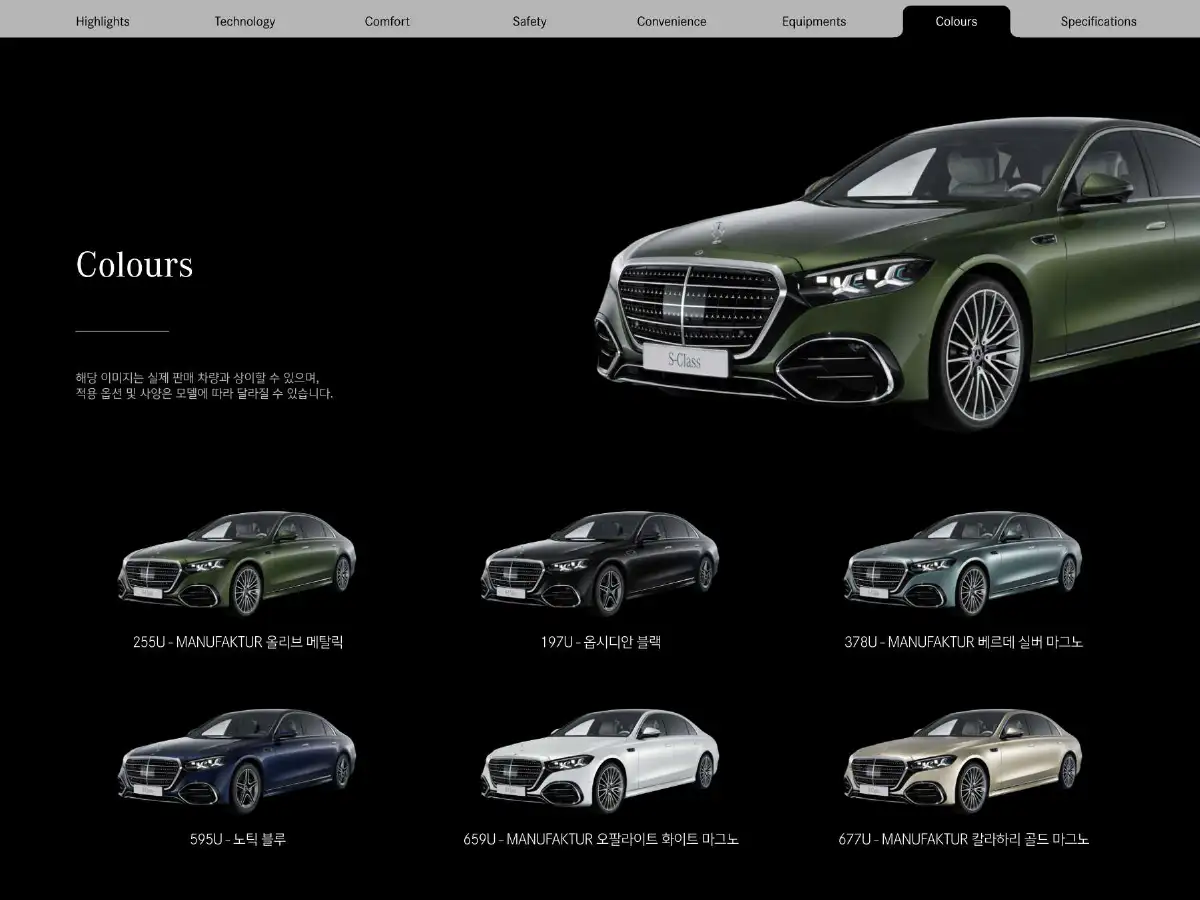 Highlights
Technology
Comfort
Safety
Convenience
Equipments
Colours
Specifications
Colours
해당 이미지는 실제 판매 차량과 상이할 수 있으며,
적용 옵션 및 사양은 모델에 따라 달라질 수 있습니다.
S-Class
255U - MANUFAKTUR 올리브 메탈릭
197U - 옵시디안 블랙
378U - MANUFAKTUR 베르데 실버 마그노
595U - 노틱 블루
659U - MANUFAKTUR 오팔라이트 화이트 마그노
677U - MANUFAKTUR 칼라하리 골드 마그노